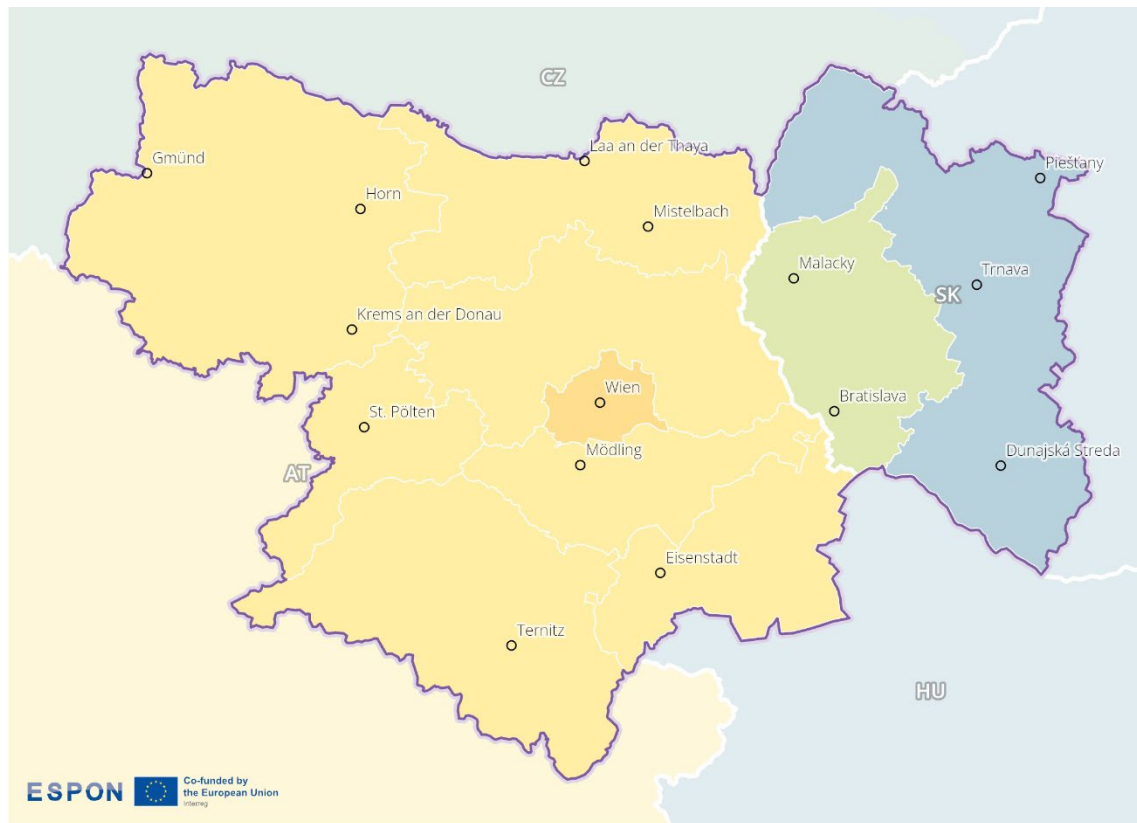 CZ
Gmünd
Laa an der Thaya
Piešťany
Horn
Mistelbach
Malacky
Trnava
SK
Krems an der Donau
Wien
Bratislava
St. Pölten
Mödling
Dunajská Streda
AT
Eisenstadt
Ternitz
HU
ESPON
Co-funded by
the European Union
Interreg